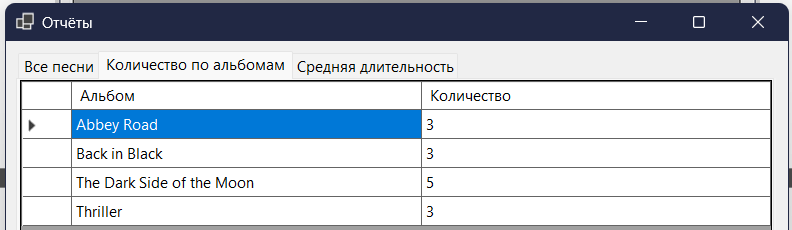 Отчёты
Все песни Количество по альбомам Средняя длительность
Альбом Количество
Abbey Road 3
Back in Black 3
The Dark Side of the Moon 5
Thriller 3